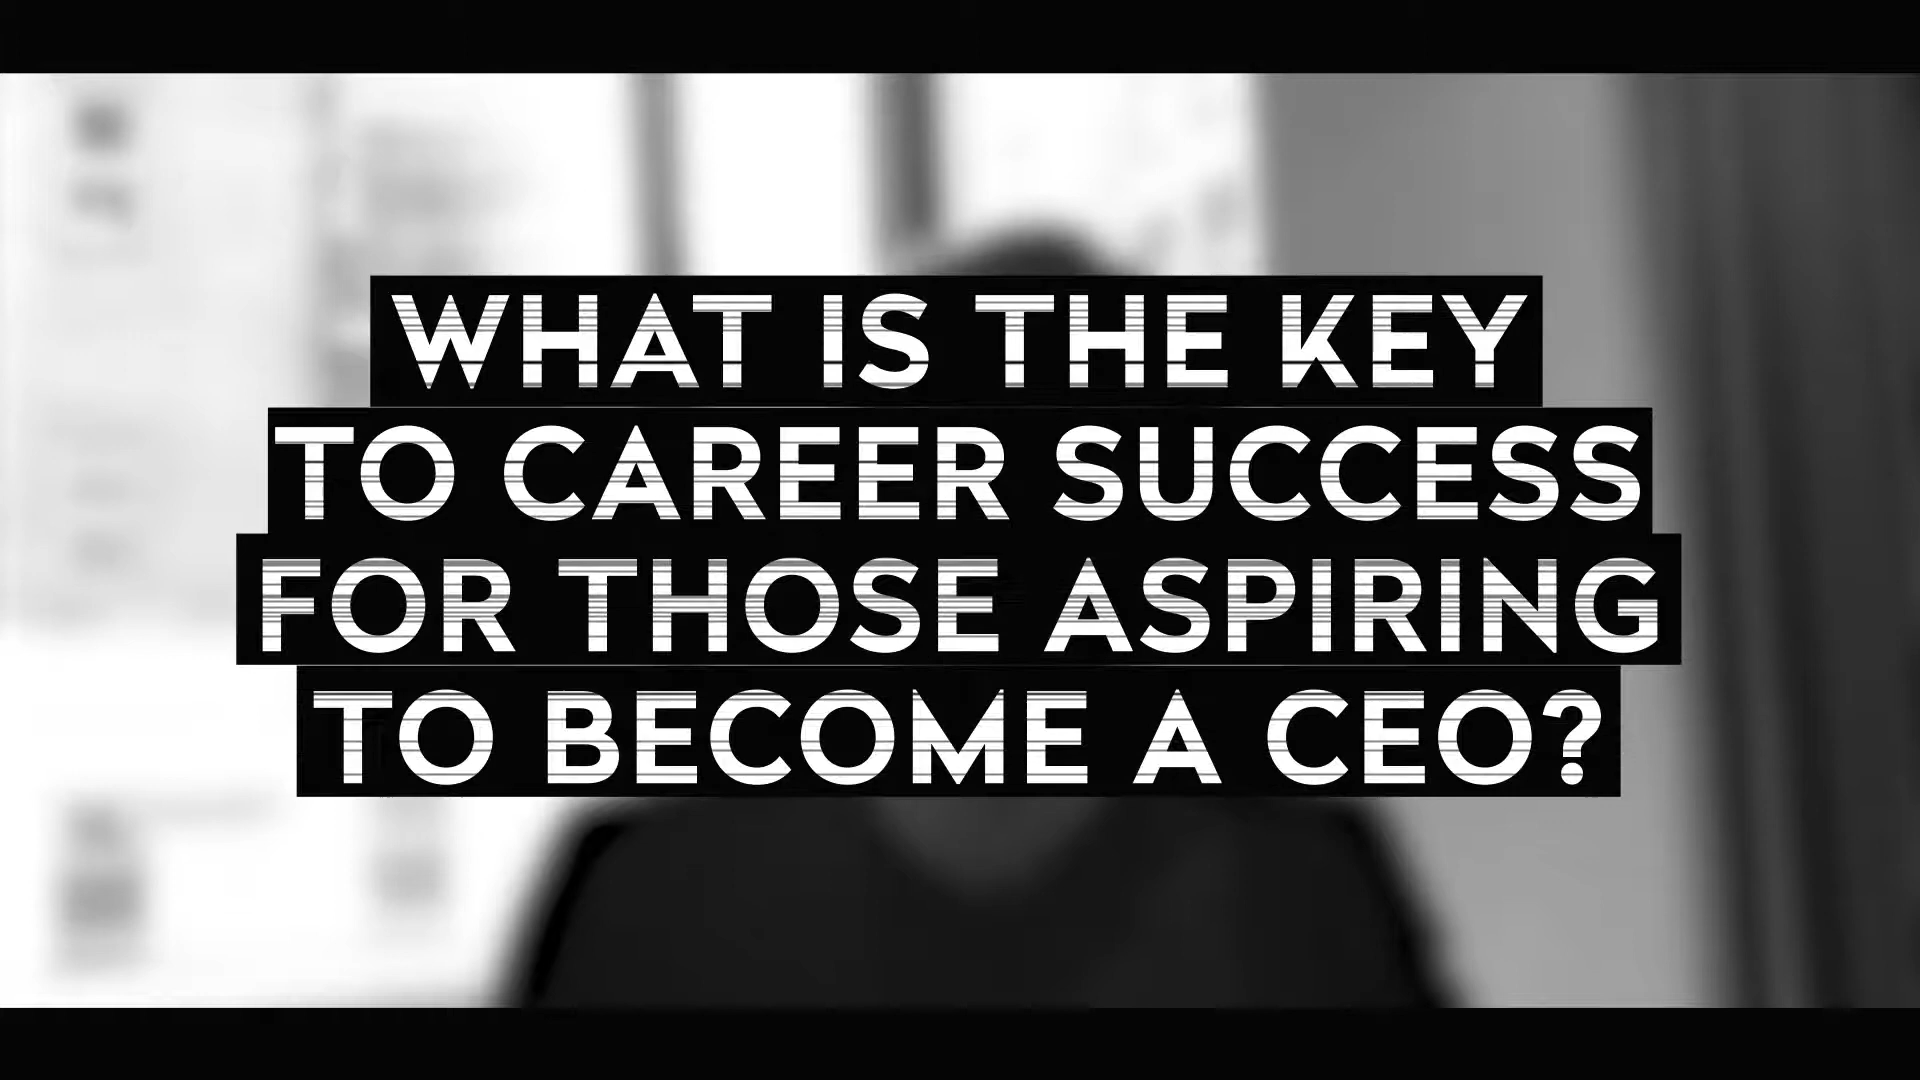 WHAT IS THE KEY
TO CAREER SUCCESS
FOR THOSE ASPIRING
TO BECOME A CEO?